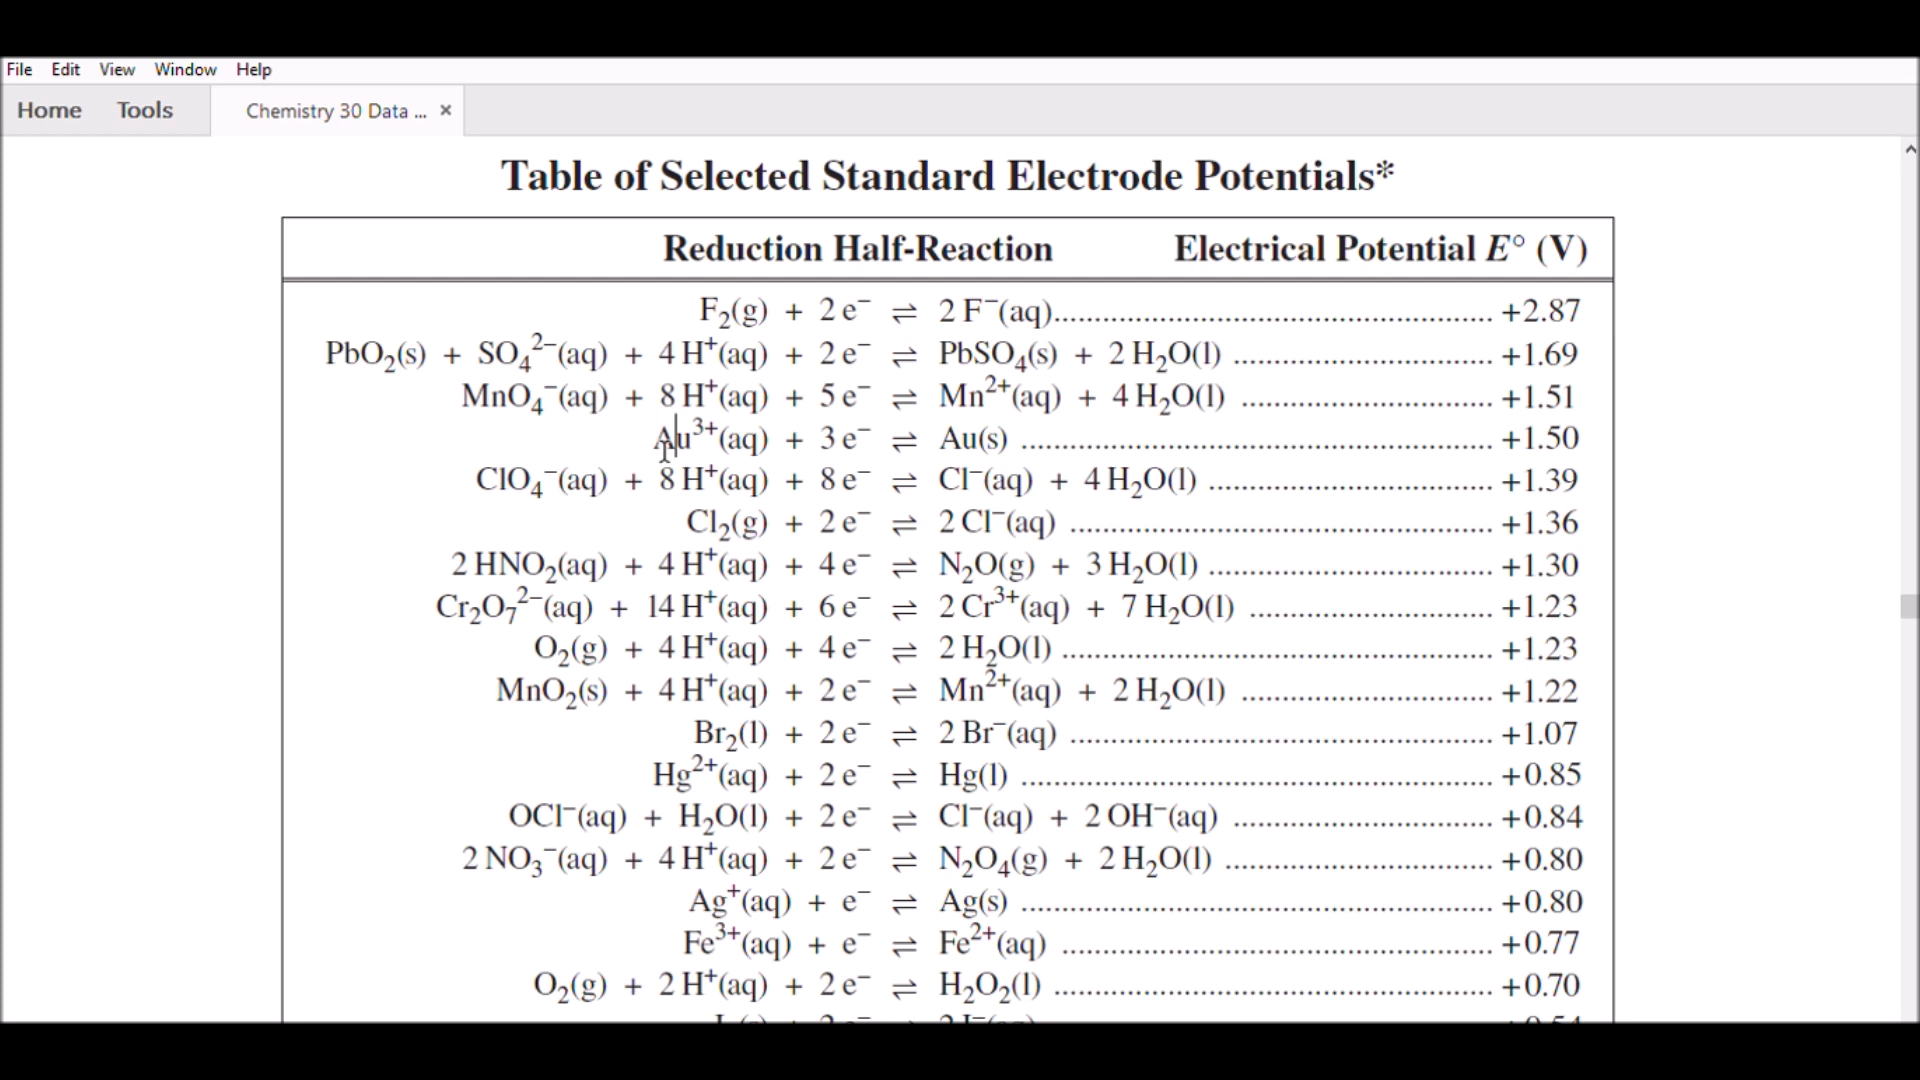 File Edit View Window Help
Home Tools Chemistry 30 Data ... ×
Table of Selected Standard Electrode Potentials*
Reduction Half-Reaction Electrical Potential E° (V)
F₂(g) + 2 e⁻ ⇌ 2 F⁻(aq) ........ +2.87
PbO₂(s) + SO₄²⁻(aq) + 4 H⁺(aq) + 2 e⁻ ⇌ PbSO₄(s) + 2 H₂O(l) ........ +1.69
MnO₄⁻(aq) + 8 H⁺(aq) + 5 e⁻ ⇌ Mn²⁺(aq) + 4 H₂O(l) ........ +1.51
Au³⁺(aq) + 3 e⁻ ⇌ Au(s) ........ +1.50
ClO₄⁻(aq) + 8 H⁺(aq) + 8 e⁻ ⇌ Cl⁻(aq) + 4 H₂O(l) ........ +1.39
Cl₂(g) + 2 e⁻ ⇌ 2 Cl⁻(aq) ........ +1.36
2 HNO₂(aq) + 4 H⁺(aq) + 4 e⁻ ⇌ N₂O(g) + 3 H₂O(l) ........ +1.30
Cr₂O₇²⁻(aq) + 14 H⁺(aq) + 6 e⁻ ⇌ 2 Cr³⁺(aq) + 7 H₂O(l) ........ +1.23
O₂(g) + 4 H⁺(aq) + 4 e⁻ ⇌ 2 H₂O(l) ........ +1.23
MnO₂(s) + 4 H⁺(aq) + 2 e⁻ ⇌ Mn²⁺(aq) + 2 H₂O(l) ........ +1.22
Br₂(l) + 2 e⁻ ⇌ 2 Br⁻(aq) ........ +1.07
Hg²⁺(aq) + 2 e⁻ ⇌ Hg(l) ........ +0.85
OCl⁻(aq) + H₂O(l) + 2 e⁻ ⇌ Cl⁻(aq) + 2 OH⁻(aq) ........ +0.84
2 NO₃⁻(aq) + 4 H⁺(aq) + 2 e⁻ ⇌ N₂O₄(g) + 2 H₂O(l) ........ +0.80
Ag⁺(aq) + e⁻ ⇌ Ag(s) ........ +0.80
Fe³⁺(aq) + e⁻ ⇌ Fe²⁺(aq) ........ +0.77
O₂(g) + 2 H⁺(aq) + 2 e⁻ ⇌ H₂O₂(l) ........ +0.70